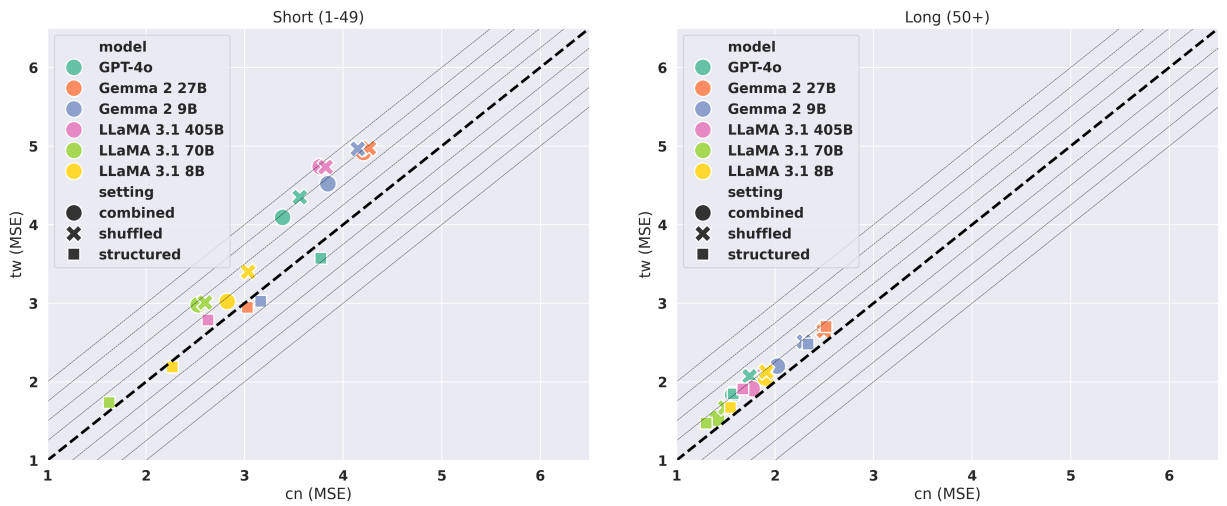 Short (1-49)
tw (MSE)
6
5
4
3
2
1
model
GPT-4o
Gemma 2 27B
Gemma 2 9B
LLaMA 3.1 405B
LLaMA 3.1 70B
LLaMA 3.1 8B
setting
combined
shuffled
structured
1 2 3 4 5 6
cn (MSE)
Long (50+)
tw (MSE)
6
5
4
3
2
1
model
GPT-4o
Gemma 2 27B
Gemma 2 9B
LLaMA 3.1 405B
LLaMA 3.1 70B
LLaMA 3.1 8B
setting
combined
shuffled
structured
1 2 3 4 5 6
cn (MSE)